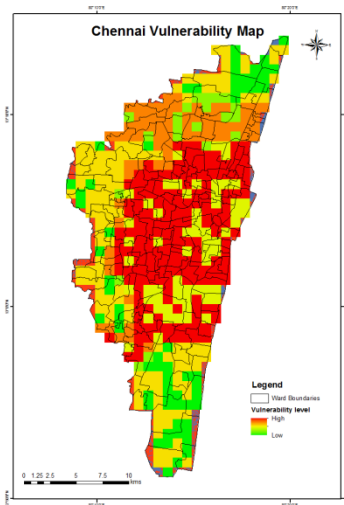 Chennai Vulnerability Map
Legend
Ward Boundaries
Vulnerability level
High
Low
0 1.25 2.5 5 7.5 10
kms